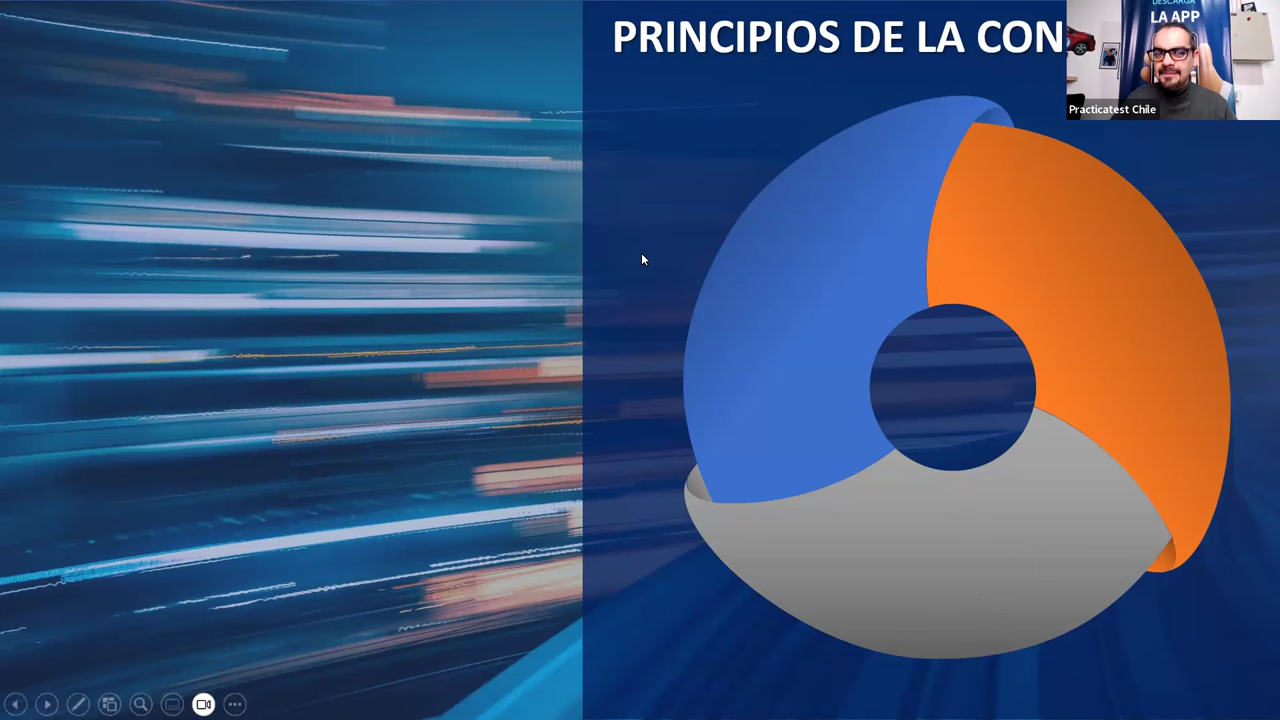 PRINCIPIOS DE LA CON
DESCARGA
LA APP
Practicatest Chile